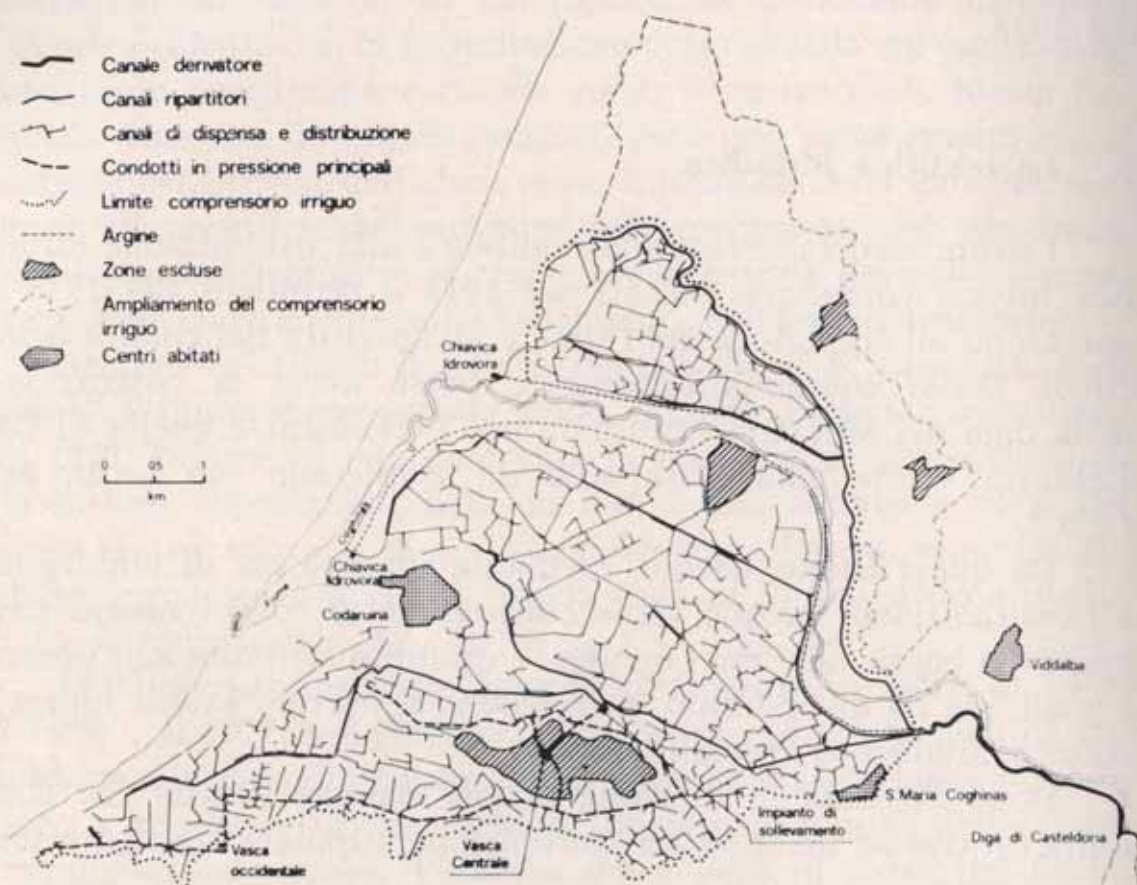 Canale derivatore
Canali ripartitori
Canali di dispensa e distribuzione
Condotti in pressione principali
Limite comprensorio irriguo
Argine
Zone escluse
Ampliamento del comprensorio
irriguo
Centri abitati
0 0.5 1
km
Chiavica
Idrovora
Chiavica
Idrovora
Codaruina
Viddalba
S. Maria Coghinas
Impianto di
sollevamento
Diga di Casteldoria
Vasca
Centrale
Vasca
occidentale